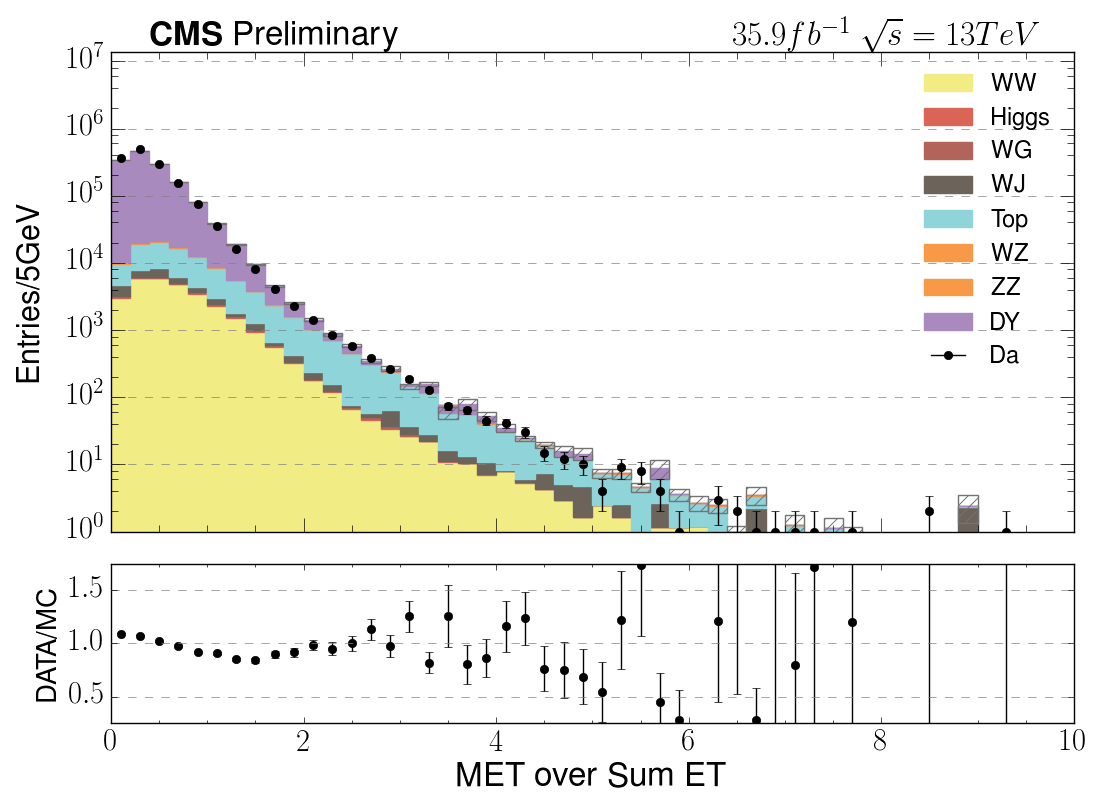 CMS Preliminary 35.9fb⁻¹ √s = 13TeV
10⁷
10⁶
10⁵
10⁴
10³
10²
10¹
10⁰
Entries/5GeV
WW
Higgs
WG
WJ
Top
WZ
ZZ
DY
Da
1.5
1.0
0.5
DATA/MC
0 2 4 6 8 10
MET over Sum ET